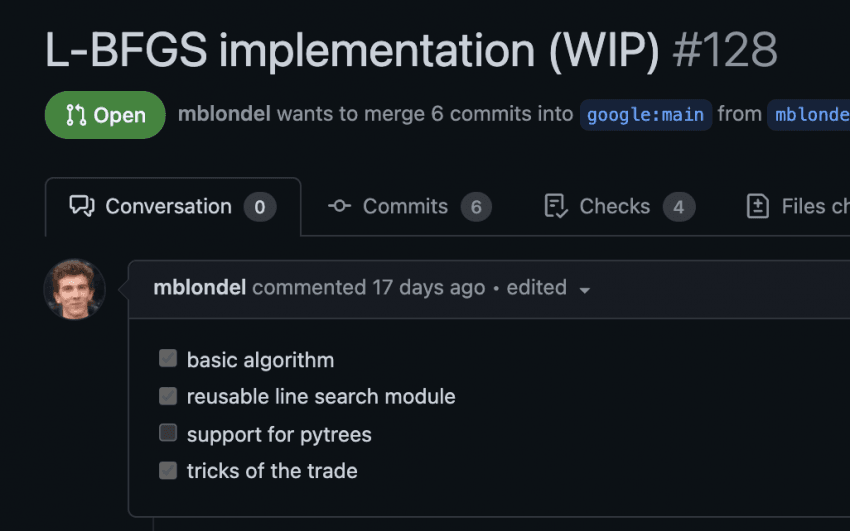 L-BFGS implementation (WIP) #128
Open mblondel wants to merge 6 commits into google:main from mblonde
Conversation 0 Commits 6 Checks 4 Files ch
mblondel commented 17 days ago • edited
basic algorithm
reusable line search module
support for pytrees
tricks of the trade